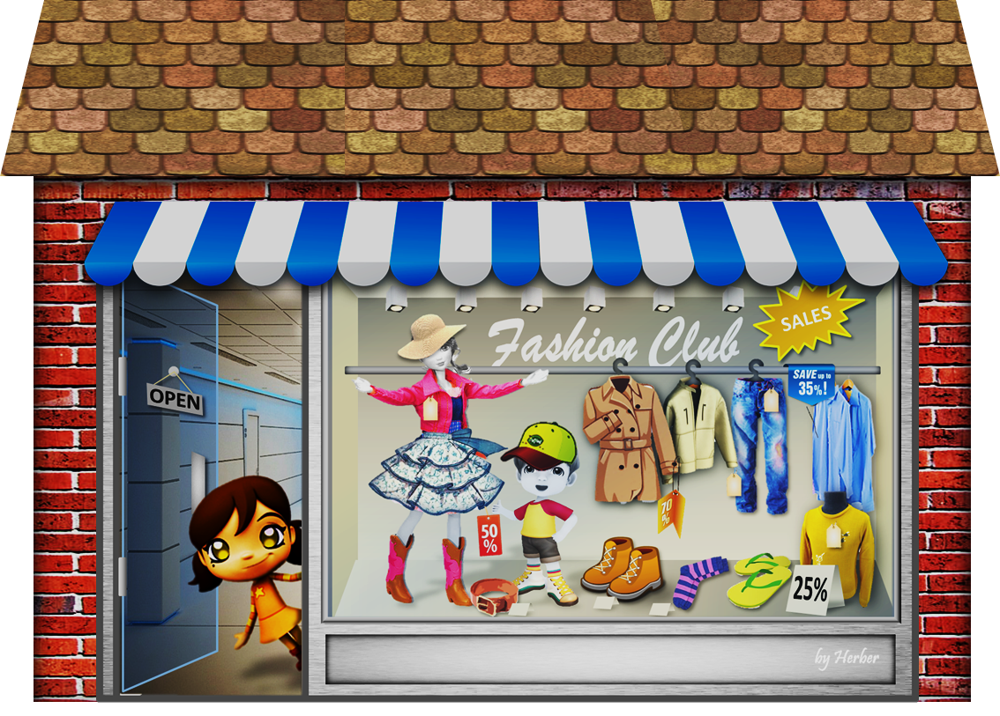 Fashion Club
SALES
SAVE up to
35%!
OPEN
70
%
50
%
25%
by Herber